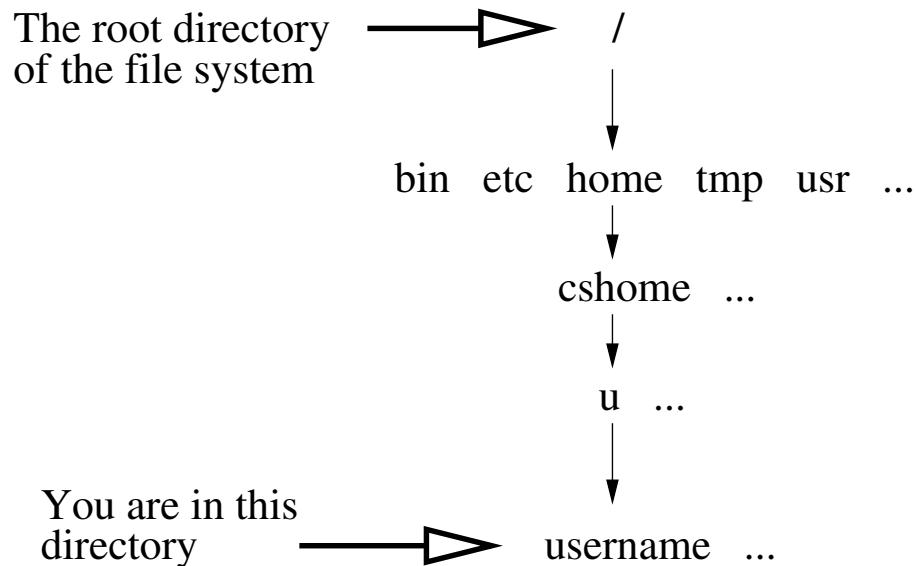 The root directory
of the file system
/
bin etc home tmp usr ...
cshome ...
u ...
You are in this
directory
username ...